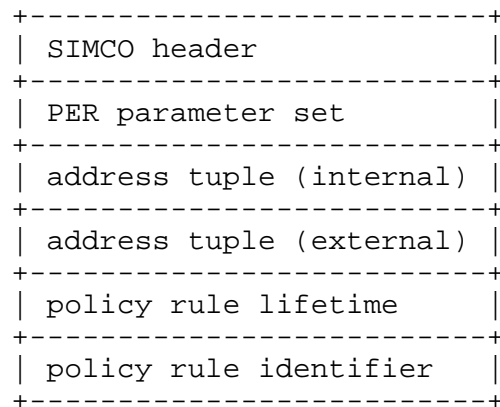 SIMCO header
PER parameter set
address tuple (internal)
address tuple (external)
policy rule lifetime
policy rule identifier